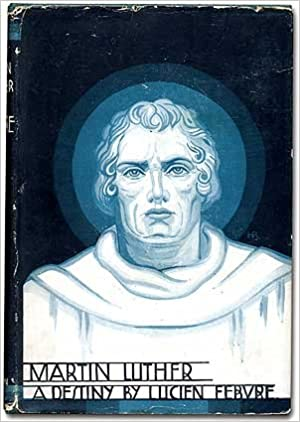 MARTIN LUTHER
A DESTINY BY LUCIEN FEBVRE